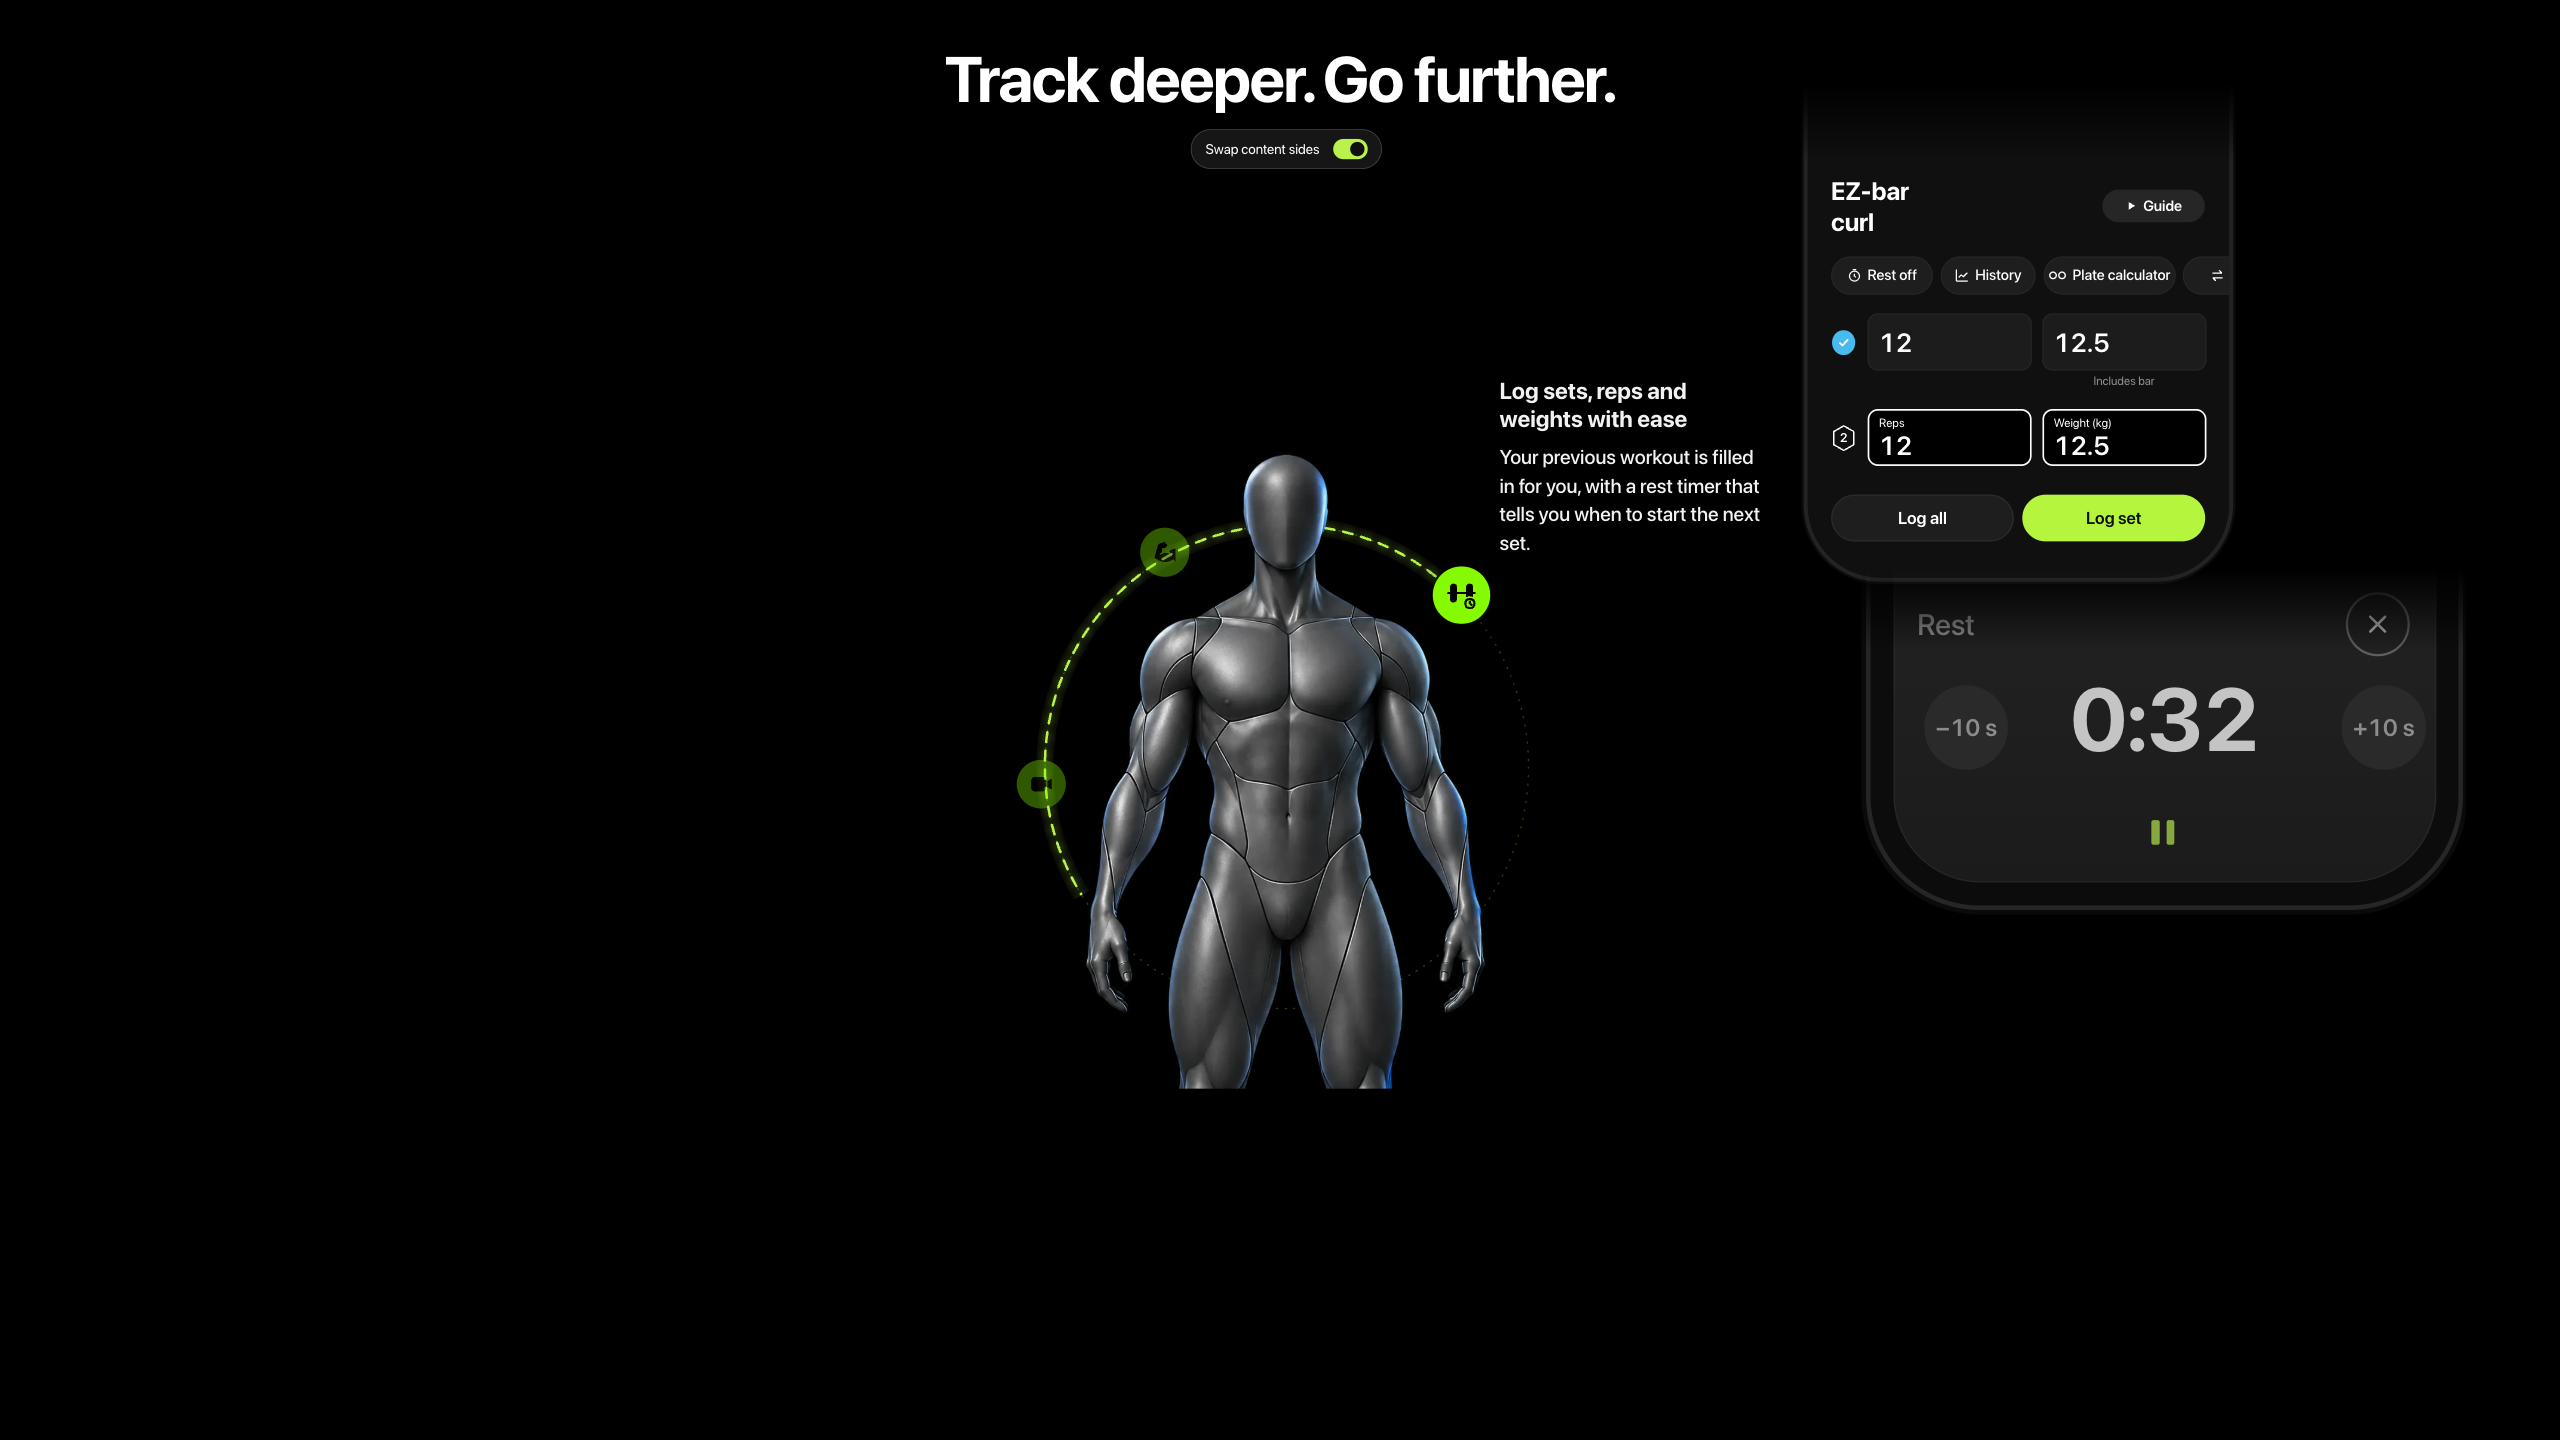 Track deeper. Go further.
Swap content sides
EZ-bar
curl
Guide
Rest off
History
Plate calculator
12
12.5
Includes bar
2
Reps
12
Weight (kg)
12.5
Log all
Log set
Log sets, reps and
weights with ease
Your previous workout is filled
in for you, with a rest timer that
tells you when to start the next
set.
Rest
−10 s
0:32
+10 s